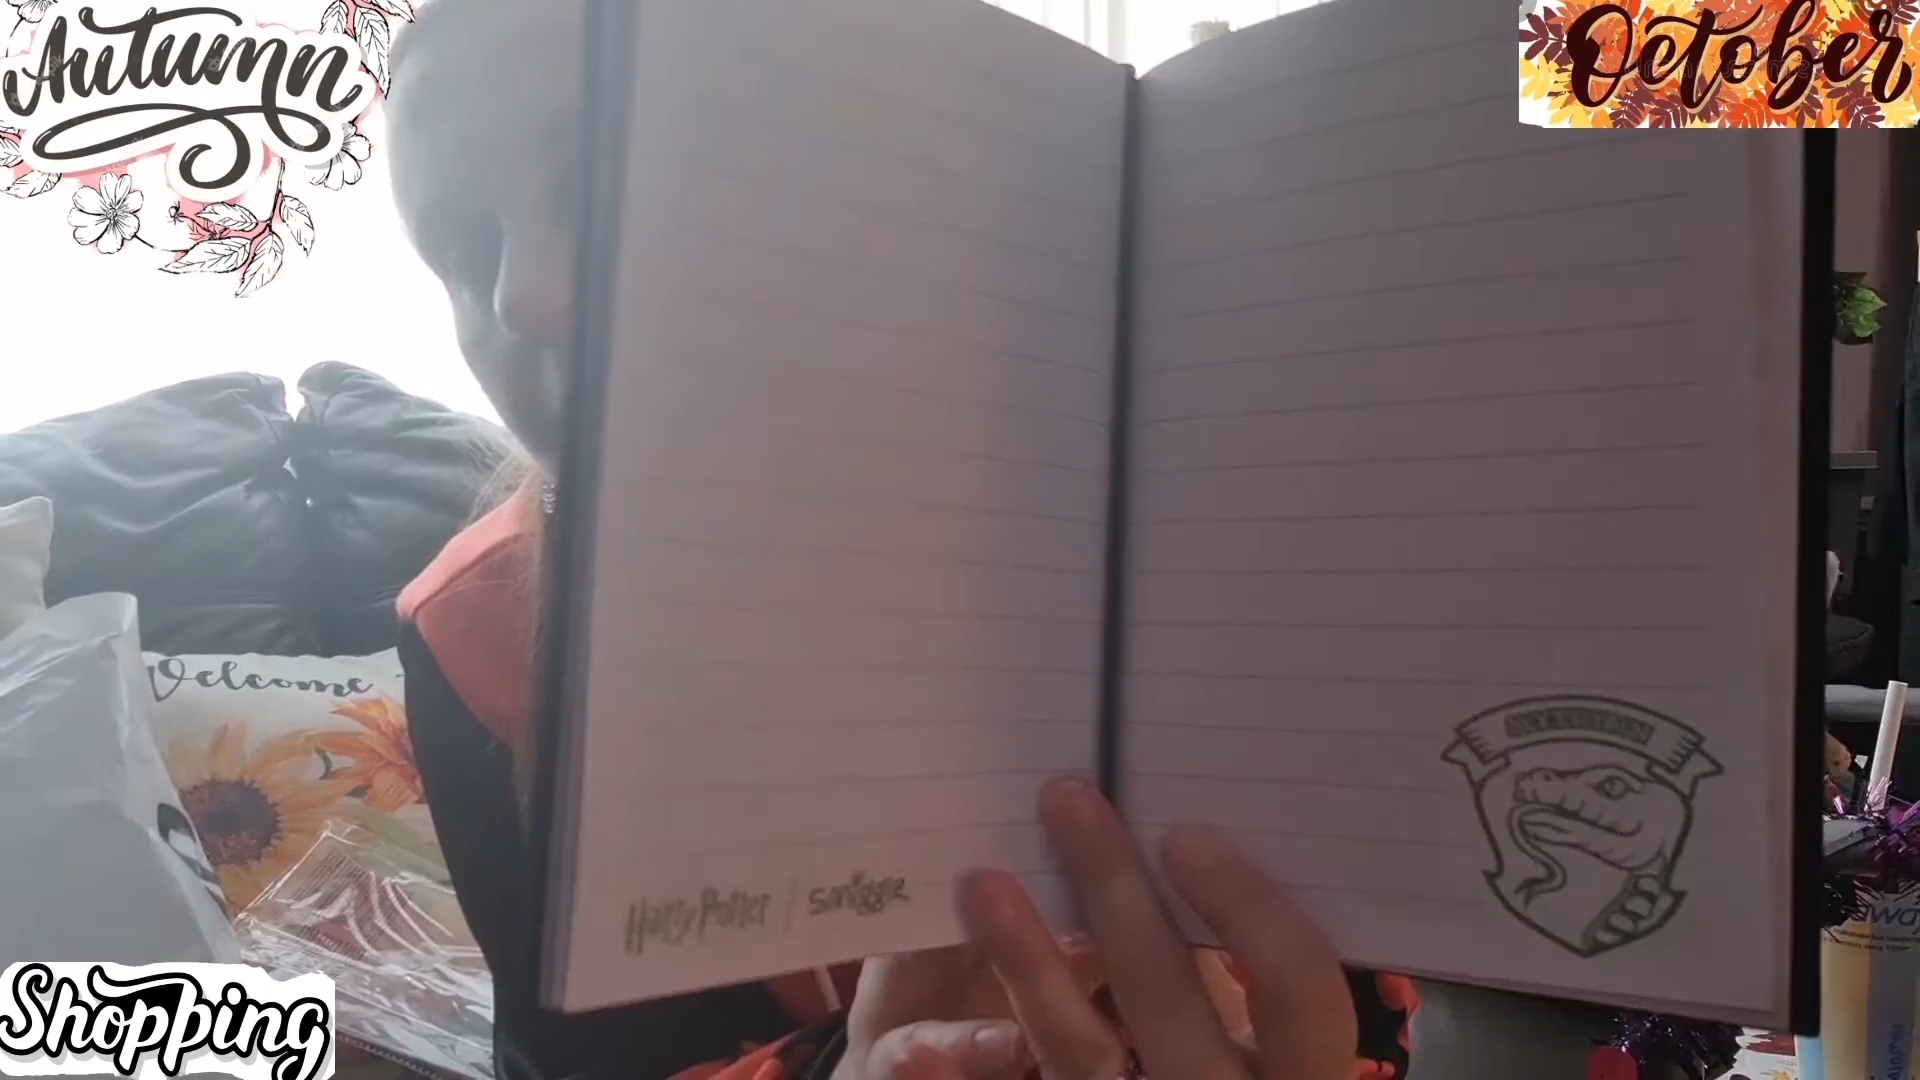 Autumn
October
Welcome
Harry Potter | smiggle
SLYTHERIN
Shopping